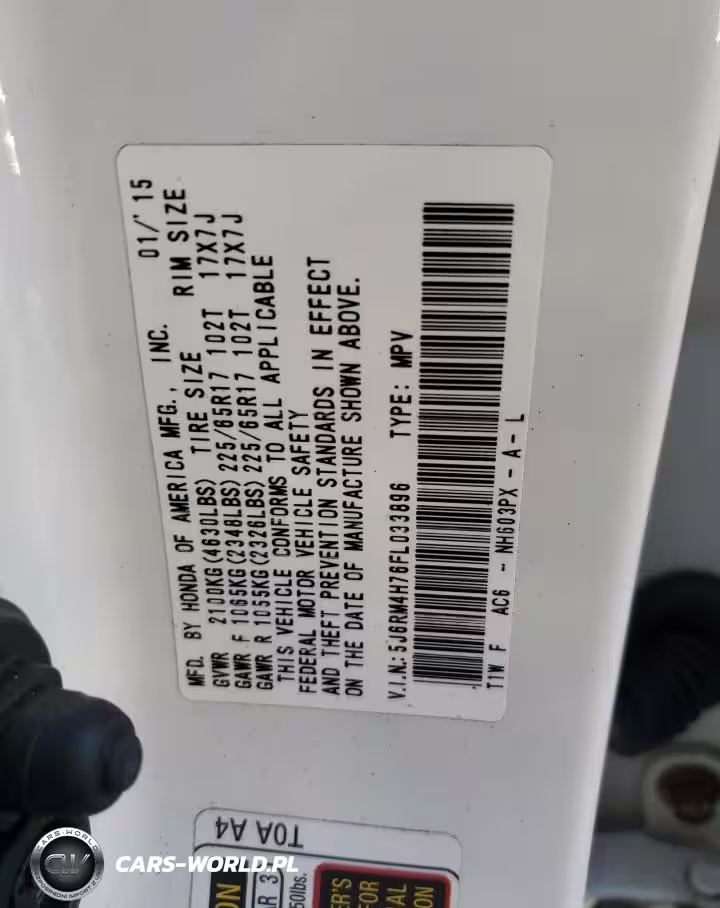 MFD. BY HONDA OF AMERICA MFG., INC. 01/'15
GVWR 2100KG(4630LBS) TIRE SIZE RIM SIZE
GAWR F 1065KG(2348LBS) 225/65R17 102T 17X7J
GAWR R 1055KG(2326LBS) 225/65R17 102T 17X7J
THIS VEHICLE CONFORMS TO ALL APPLICABLE
FEDERAL MOTOR VEHICLE SAFETY
AND THEFT PREVENTION STANDARDS IN EFFECT
ON THE DATE OF MANUFACTURE SHOWN ABOVE.
V.I.N.: 5J6RM4H76FL033896 TYPE: MPV
T1W F AC6 - NH603PX - A - L
T0A A4
CARS-WORLD
CW
CARS-WORLD.PL